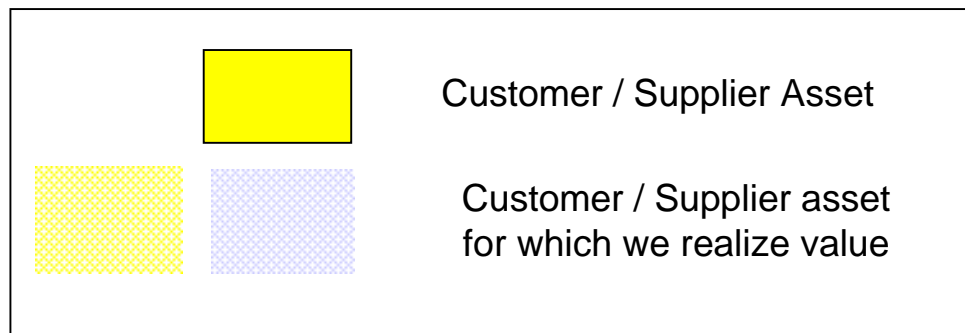 Customer / Supplier Asset
Customer / Supplier asset
for which we realize value